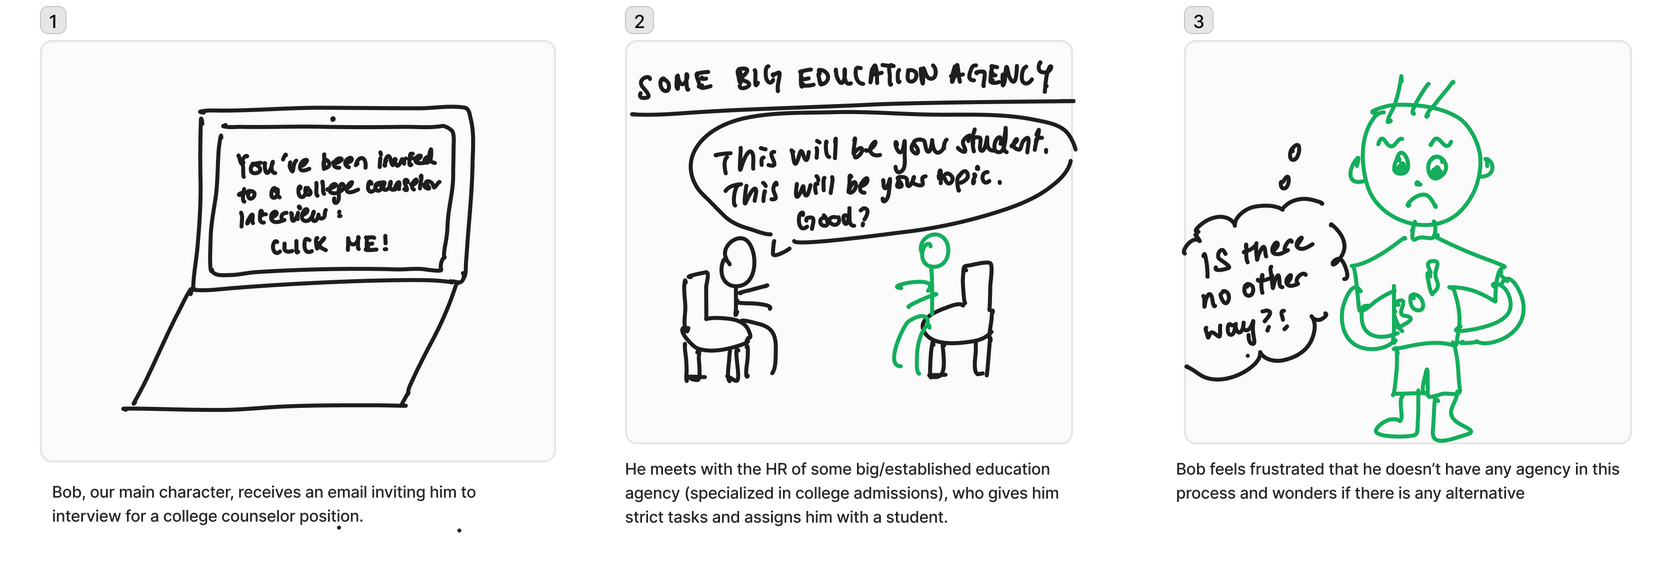 1
You've been invited
to a college counselor
interview:
CLICK ME!
Bob, our main character, receives an email inviting him to
interview for a college counselor position.
2
SOME BIG EDUCATION AGENCY
This will be your student.
This will be your topic.
Good?
He meets with the HR of some big/established education
agency (specialized in college admissions), who gives him
strict tasks and assigns him with a student.
3
Is there
no other
way?!
Bob feels frustrated that he doesn't have any agency in this
process and wonders if there is any alternative